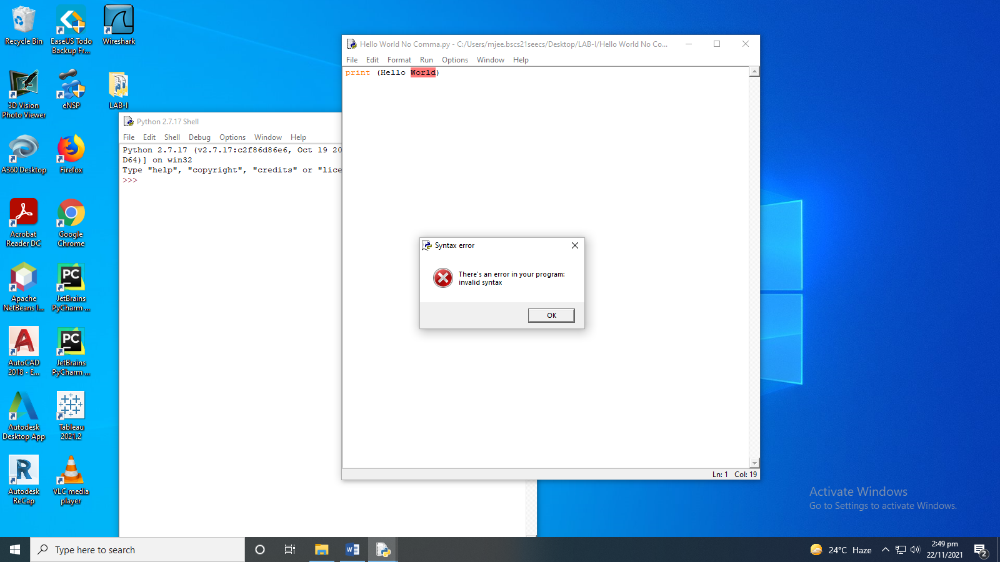 Recycle Bin
EaseUS Todo
Backup Fr...
Wireshark
3D Vision
Photo Viewer
eNSP
LAB-I
A360 Desktop
Firefox
Acrobat
Reader DC
Google
Chrome
Apache
NetBeans I...
JetBrains
PyCharm ...
AutoCAD
2018 - E...
JetBrains
PyCharm ...
Autodesk
Desktop App
Tableau
2021.2
Autodesk
ReCap
VLC media
player
Python 2.7.17 Shell
File Edit Shell Debug Options Window Help
Python 2.7.17 (v2.7.17:c2f86d86e6, Oct 19 20
D64)] on win32
Type "help", "copyright", "credits" or "lice
>>>
Hello World No Comma.py - C:/Users/mjee.bscs21seecs/Desktop/LAB-I/Hello World No Co...
File Edit Format Run Options Window Help
print (Hello World)
Syntax error
There's an error in your program:
invalid syntax
OK
Ln: 1 Col: 19
Activate Windows
Go to Settings to activate Windows.
Type here to search
24°C Haze
2:49 pm
22/11/2021
2